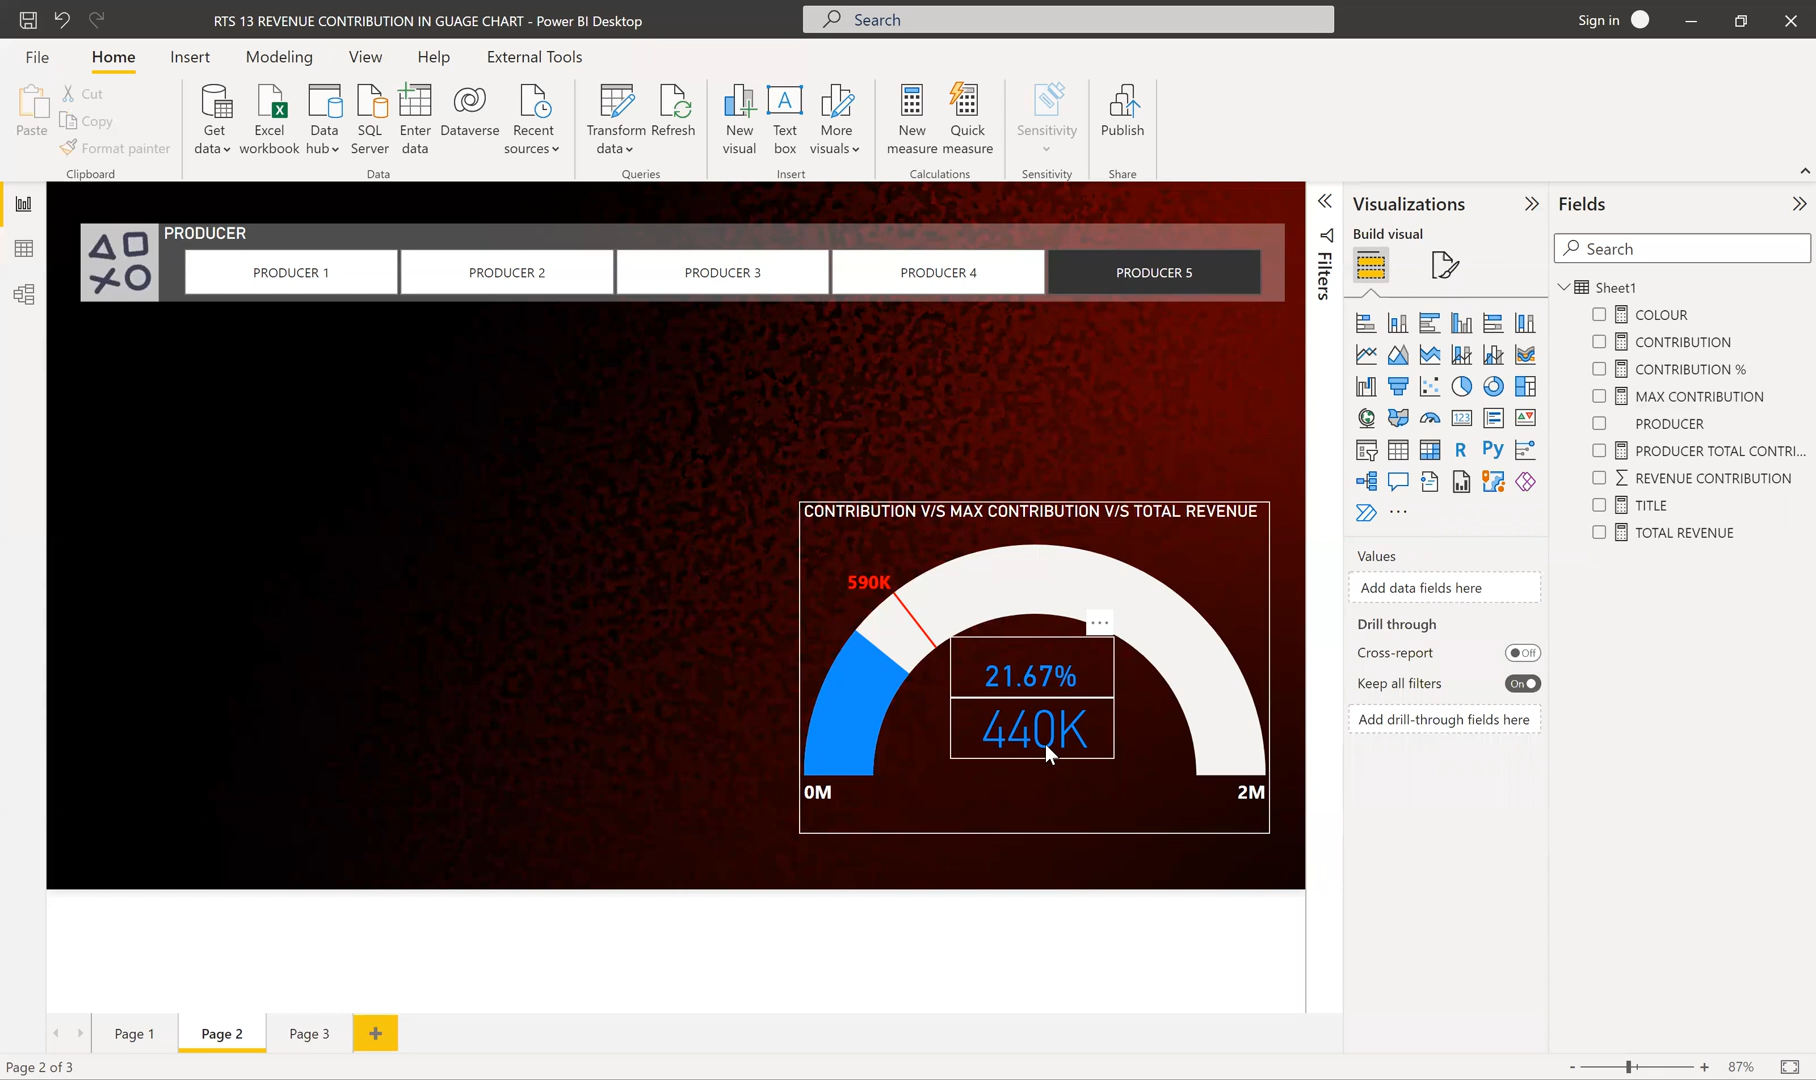 RTS 13 REVENUE CONTRIBUTION IN GUAGE CHART - Power BI Desktop
Search
Sign in
File
Home
Insert
Modeling
View
Help
External Tools
Paste
Cut
Copy
Format painter
Clipboard
Get data
Excel workbook
Data hub
SQL Server
Enter data
Dataverse
Recent sources
Data
Transform data
Refresh
Queries
New visual
A
Text box
More visuals
Insert
New measure
Quick measure
Calculations
Sensitivity
Sensitivity
Publish
Share
PRODUCER
PRODUCER 1
PRODUCER 2
PRODUCER 3
PRODUCER 4
PRODUCER 5
CONTRIBUTION V/S MAX CONTRIBUTION V/S TOTAL REVENUE
590K
21.67%
440K
0M
2M
Filters
Visualizations
Build visual
123
R
Py
Values
Add data fields here
Drill through
Cross-report
Off
Keep all filters
On
Add drill-through fields here
Fields
Search
Sheet1
COLOUR
CONTRIBUTION
CONTRIBUTION %
MAX CONTRIBUTION
PRODUCER
PRODUCER TOTAL CONTRI...
REVENUE CONTRIBUTION
TITLE
TOTAL REVENUE
Page 1
Page 2
Page 3
+
Page 2 of 3
- +
87%